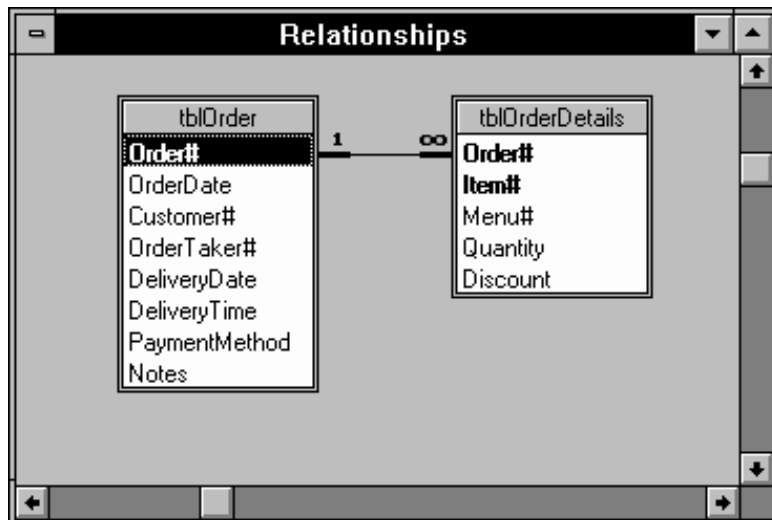 Relationships
tblOrder
Order#
OrderDate
Customer#
OrderTaker#
DeliveryDate
DeliveryTime
PaymentMethod
Notes
1 ∞
tblOrderDetails
Order#
Item#
Menu#
Quantity
Discount